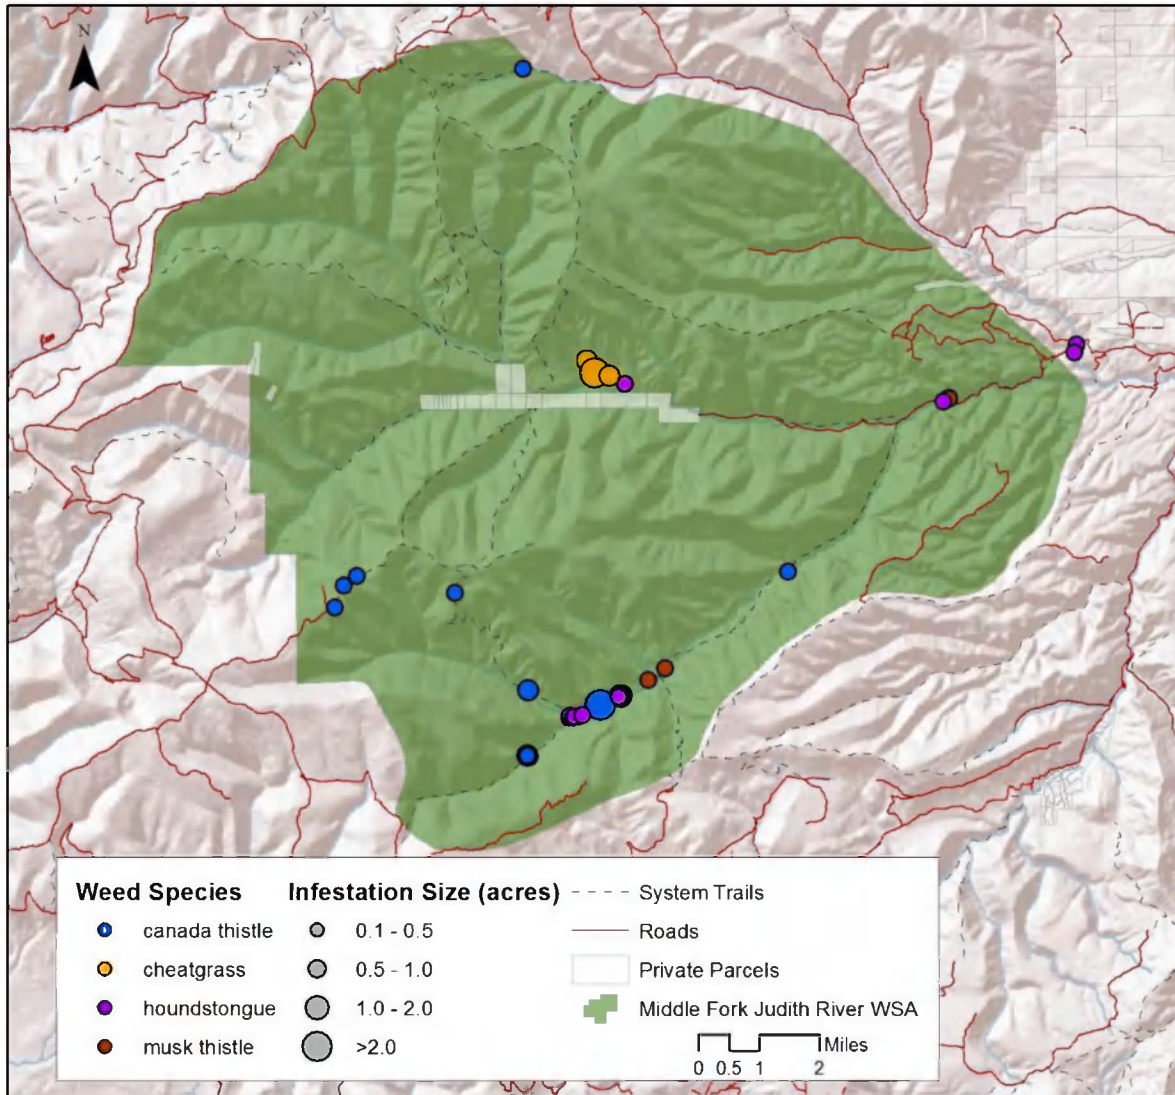 N
Weed Species
canada thistle
cheatgrass
houndstongue
musk thistle
Infestation Size (acres)
0.1 - 0.5
0.5 - 1.0
1.0 - 2.0
>2.0
System Trails
Roads
Private Parcels
Middle Fork Judith River WSA
Miles
0 0.5 1 2